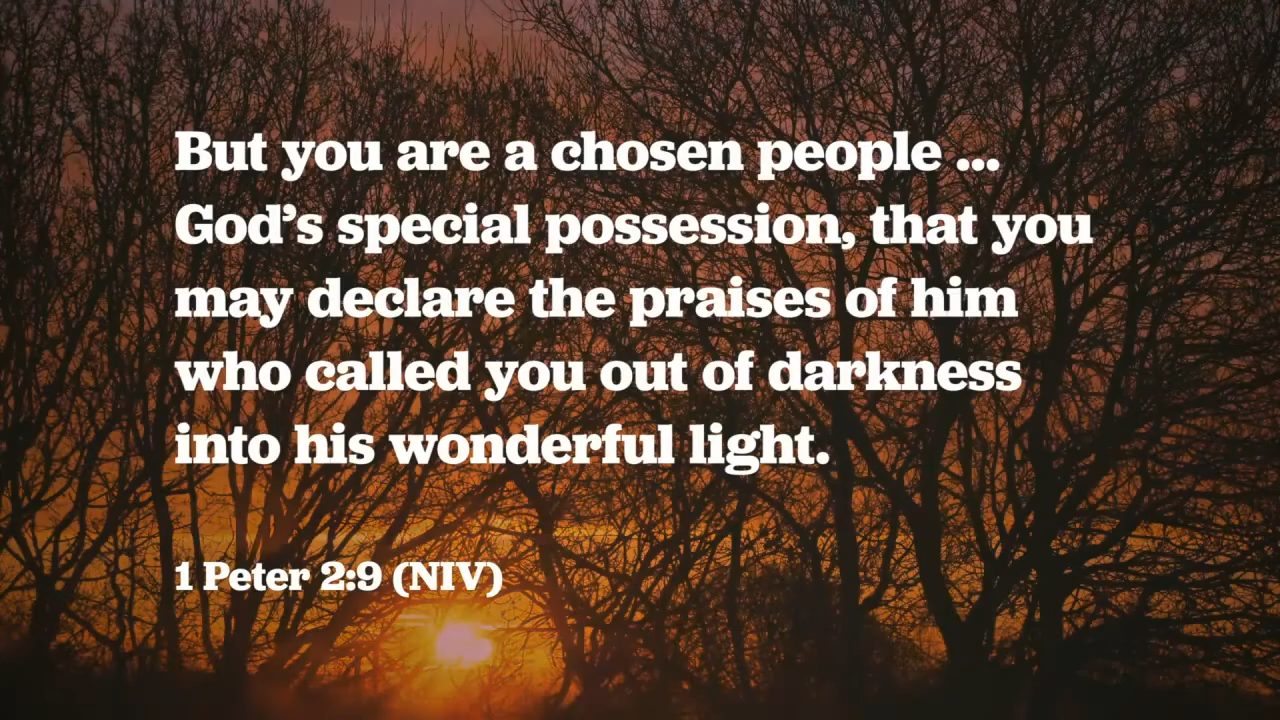 But you are a chosen people ...
God’s special possession, that you
may declare the praises of him
who called you out of darkness
into his wonderful light.
1 Peter 2:9 (NIV)